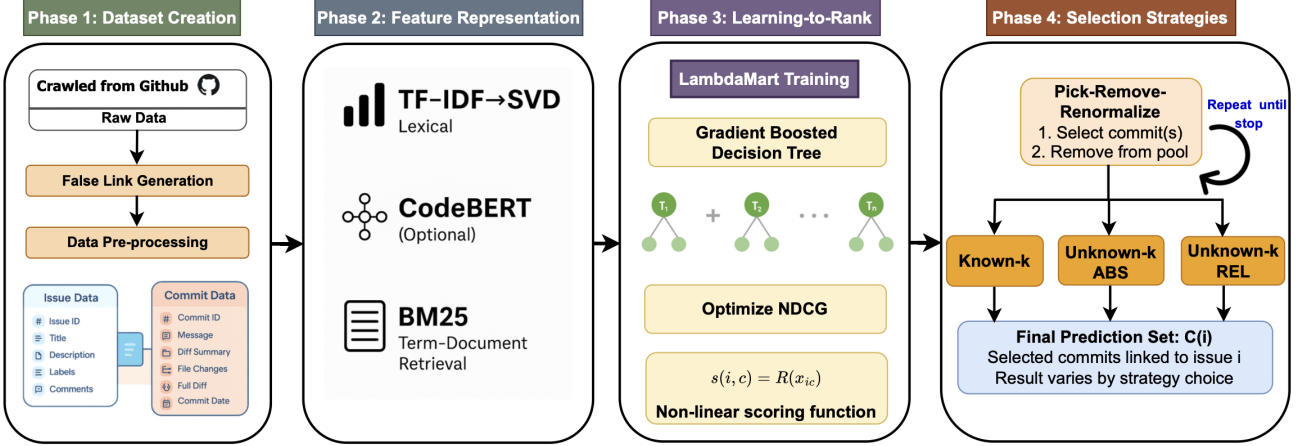 Phase 1: Dataset Creation
Crawled from Github
Raw Data
False Link Generation
Data Pre-processing
Issue Data
Issue ID
Title
Description
Labels
Comments
Commit Data
Commit ID
Message
Diff Summary
File Changes
Full Diff
Commit Date
Phase 2: Feature Representation
TF–IDF→SVD
Lexical
CodeBERT
(Optional)
BM25
Term-Document
Retrieval
Phase 3: Learning-to-Rank
LambdaMart Training
Gradient Boosted
Decision Tree
T₁ + T₂ ... Tₙ
Optimize NDCG
s(i, c) = R(x_{ic})
Non-linear scoring function
Phase 4: Selection Strategies
Pick-Remove-
Renormalize
1. Select commit(s)
2. Remove from pool
Repeat until
stop
Known-k
Unknown-k
ABS
Unknown-k
REL
Final Prediction Set: C(i)
Selected commits linked to issue i
Result varies by strategy choice